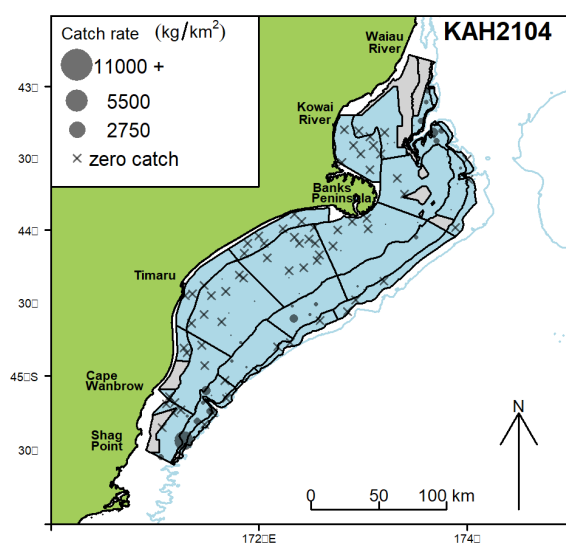 Catch rate (kg/km²)
11000 +
5500
2750
× zero catch
KAH2104
Waiau
River
Kowai
River
Banks
Peninsula
Timaru
Cape
Wanbrow
Shag
Point
43□
30□
44□
30□
45□S
30□
N
0 50 100 km
172□E
174□